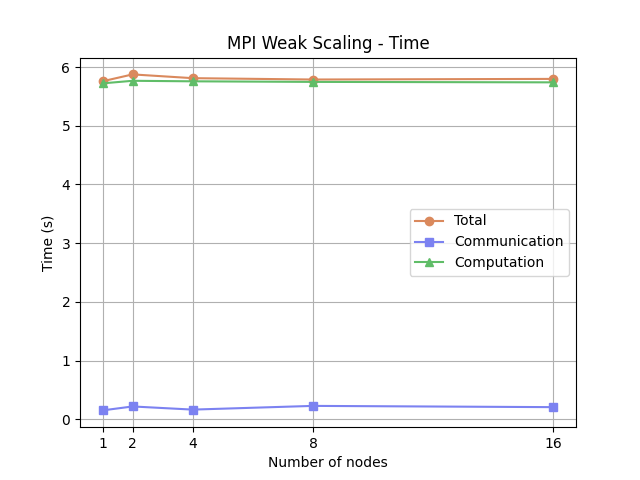 MPI Weak Scaling - Time
Time (s)
6
5
4
3
2
1
0
Total
Communication
Computation
1 2 4 8 16
Number of nodes